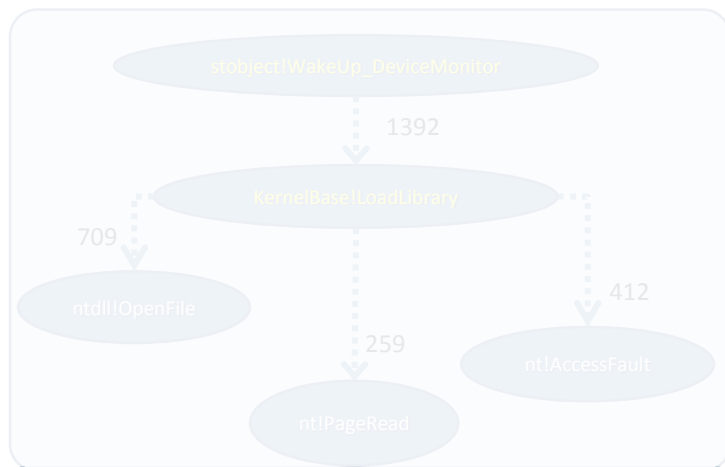 stobject!WakeUp_DeviceMonitor
1392
KernelBase!LoadLibrary
709
ntdll!OpenFile
412
259
nt!AccessFault
nt!PageRead